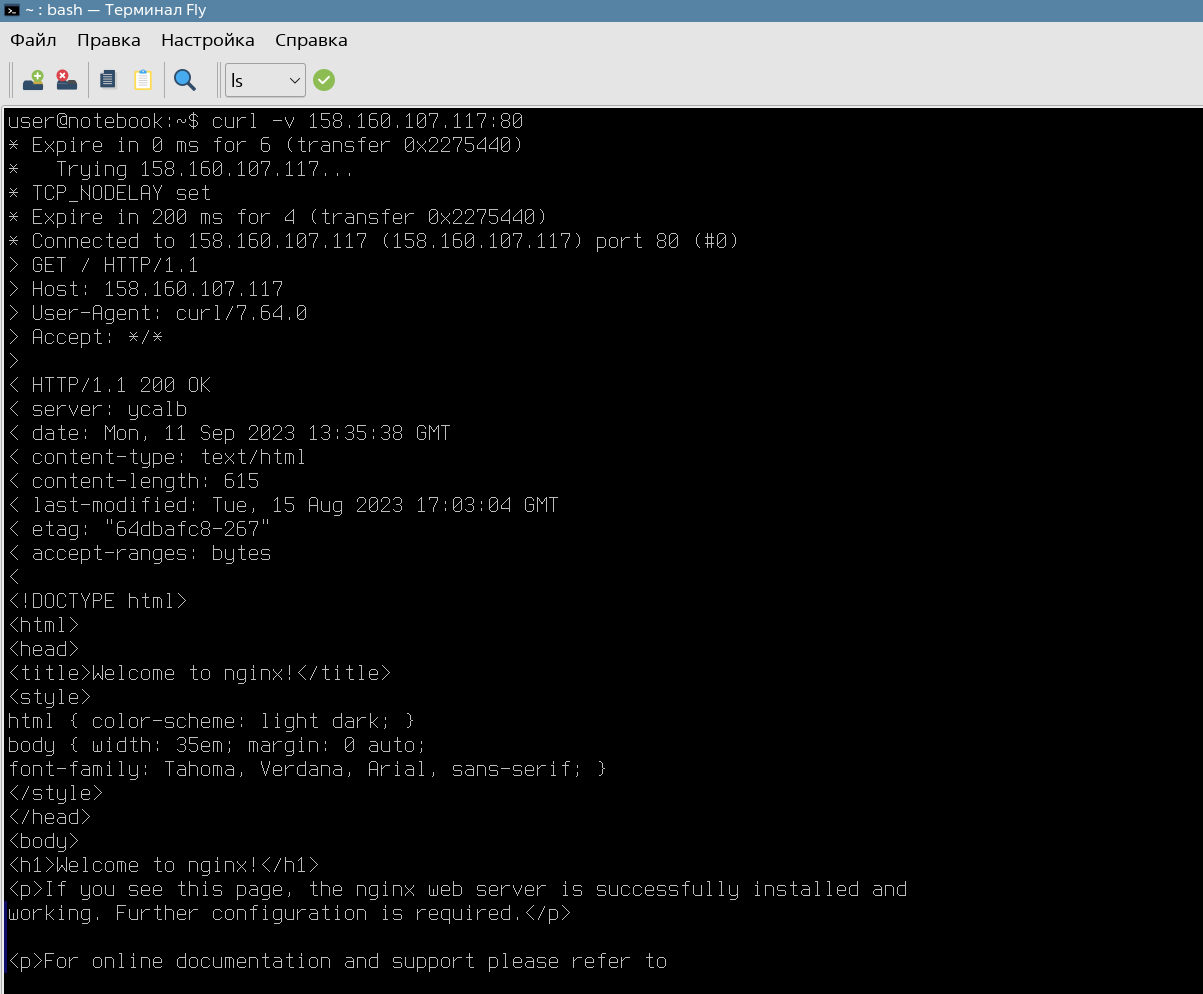 ~ : bash — Терминал Fly
Файл Правка Настройка Справка
ls
user@notebook:~$ curl -v 158.160.107.117:80
* Expire in 0 ms for 6 (transfer 0x2275440)
*   Trying 158.160.107.117...
* TCP_NODELAY set
* Expire in 200 ms for 4 (transfer 0x2275440)
* Connected to 158.160.107.117 (158.160.107.117) port 80 (#0)
> GET / HTTP/1.1
> Host: 158.160.107.117
> User-Agent: curl/7.64.0
> Accept: */*
>
< HTTP/1.1 200 OK
< server: ycalb
< date: Mon, 11 Sep 2023 13:35:38 GMT
< content-type: text/html
< content-length: 615
< last-modified: Tue, 15 Aug 2023 17:03:04 GMT
< etag: "64dbafc8-267"
< accept-ranges: bytes
<
<!DOCTYPE html>
<html>
<head>
<title>Welcome to nginx!</title>
<style>
html { color-scheme: light dark; }
body { width: 35em; margin: 0 auto;
font-family: Tahoma, Verdana, Arial, sans-serif; }
</style>
</head>
<body>
<h1>Welcome to nginx!</h1>
<p>If you see this page, the nginx web server is successfully installed and
working. Further configuration is required.</p>

<p>For online documentation and support please refer to